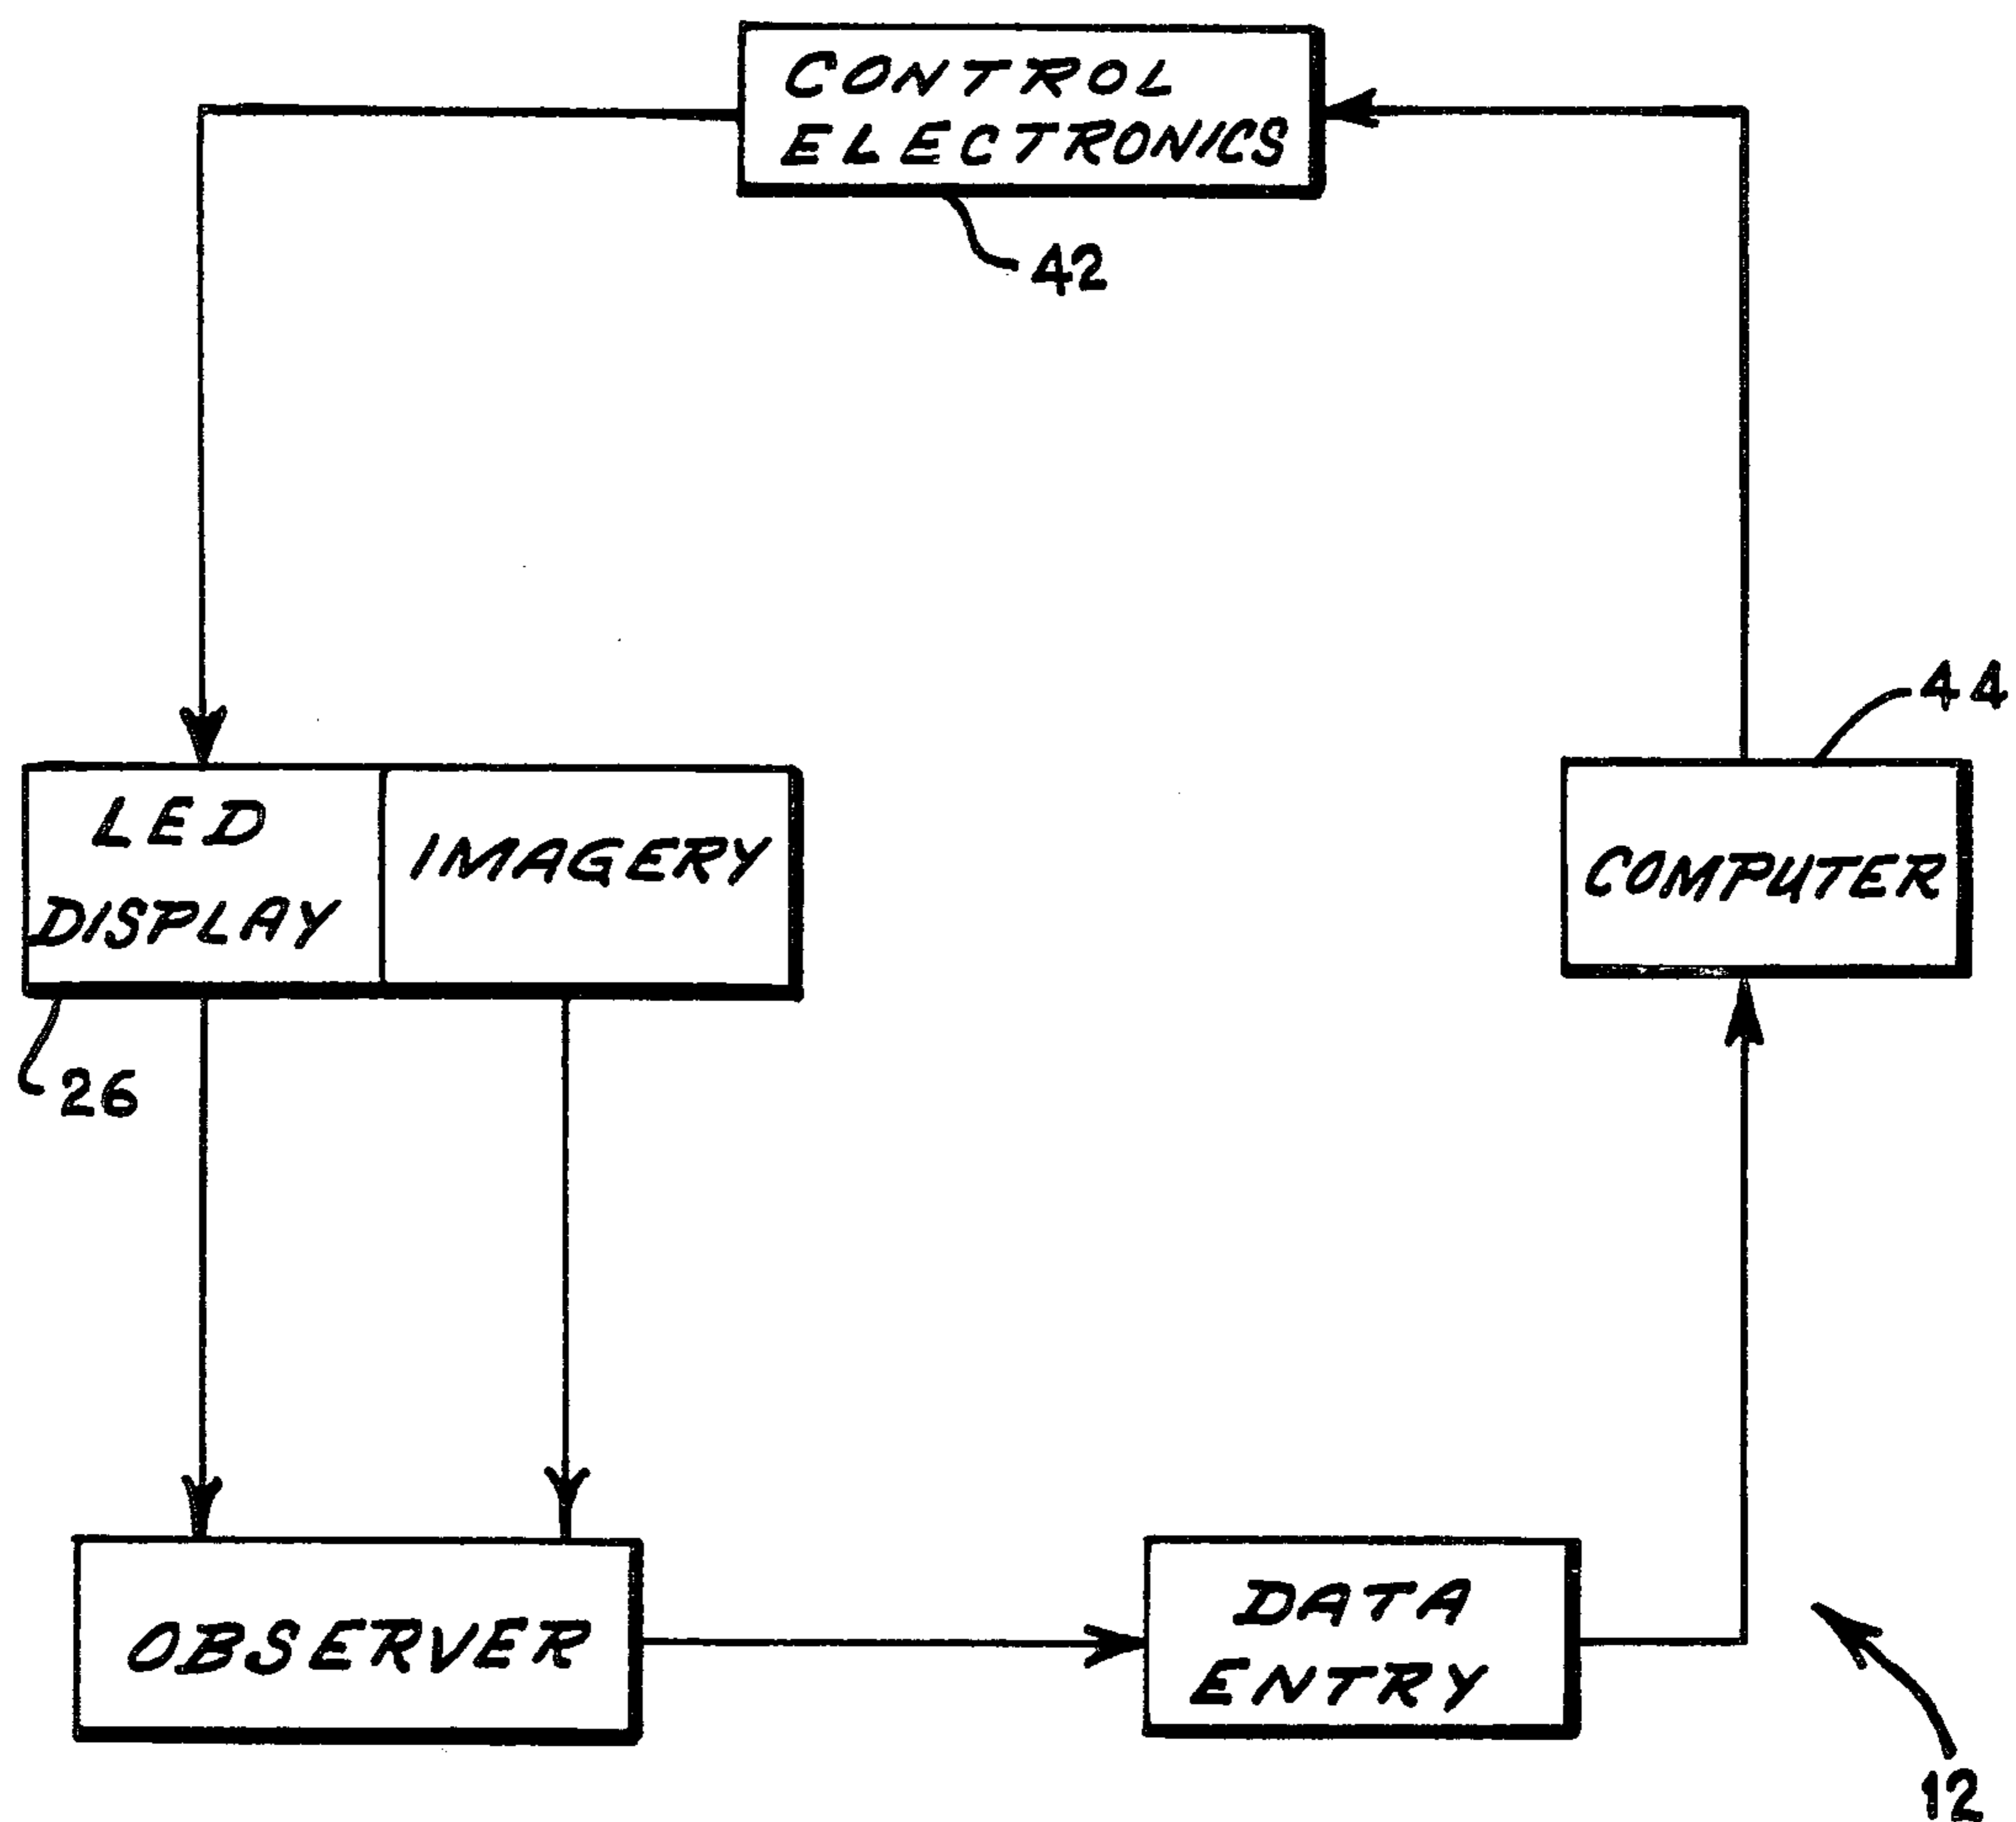 CONTROL
ELECTRONICS
42
44
LED
DISPLAY
IMAGERY
COMPUTER
26
OBSERVER
DATA
ENTRY
12